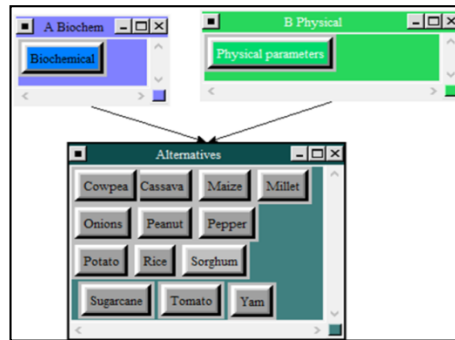 A Biochem
B Physical
Biochemical
Physical parameters
Alternatives
Cowpea Cassava Maize Millet
Onions Peanut Pepper
Potato Rice Sorghum
Sugarcane Tomato Yam